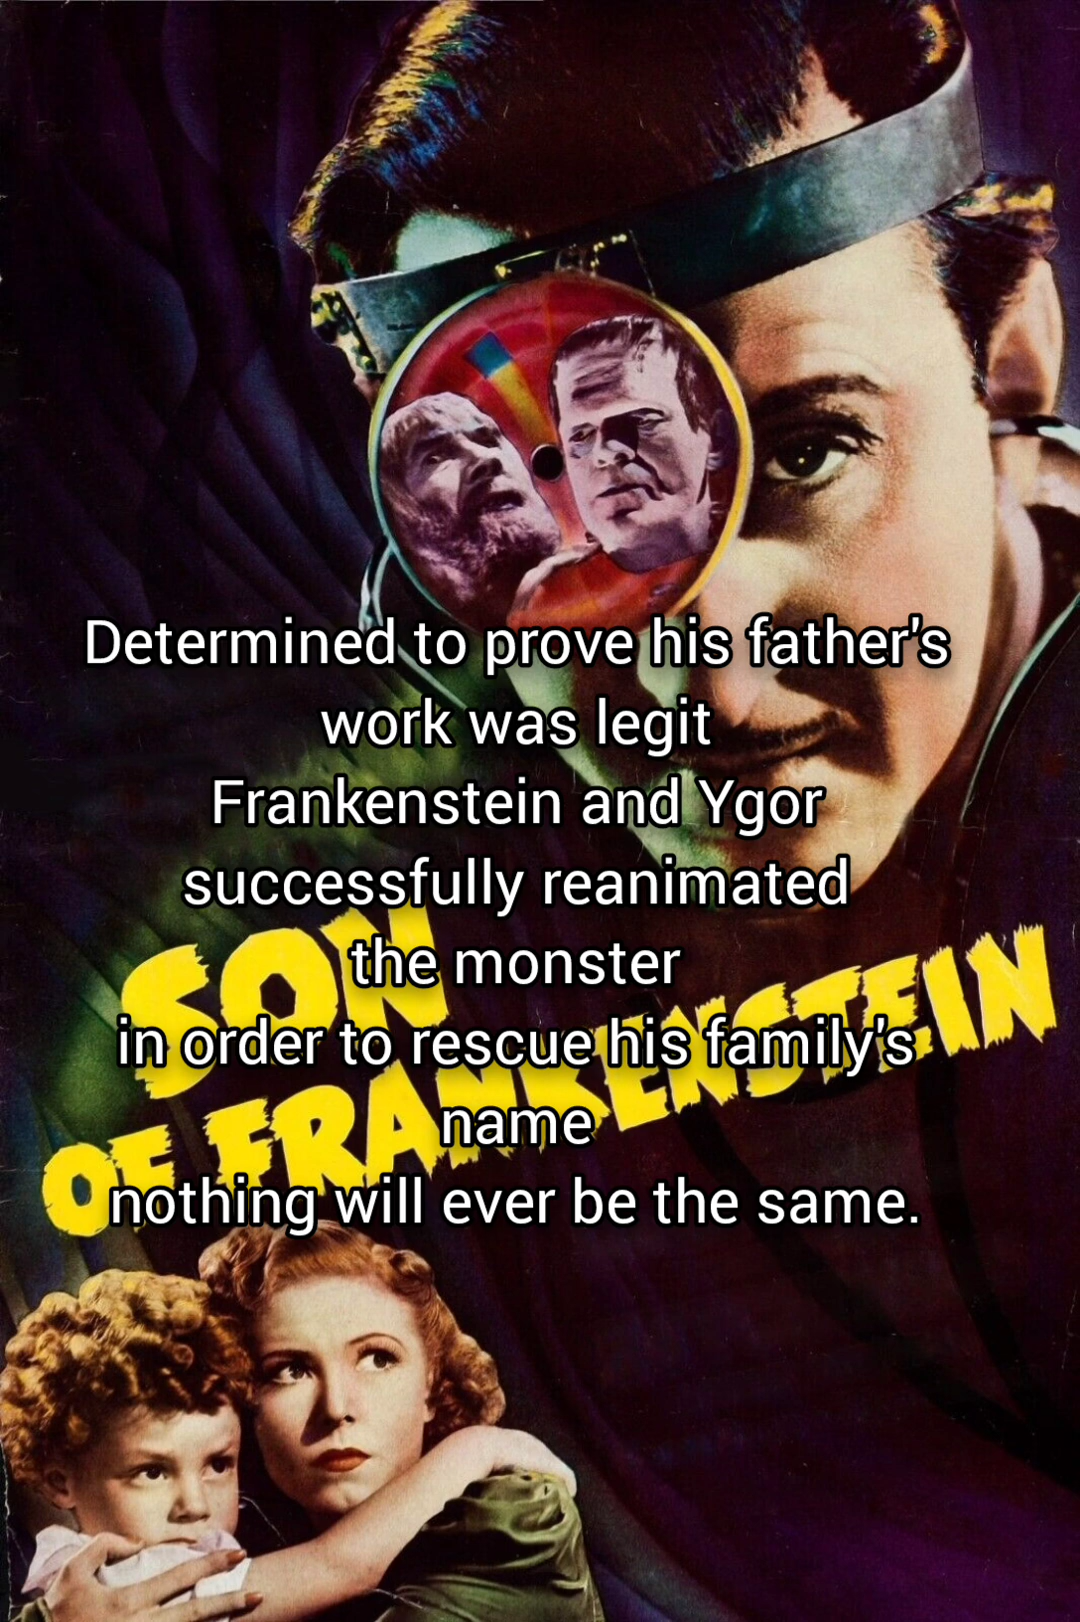 Determined to prove his father's
work was legit
Frankenstein and Ygor
successfully reanimated
the monster
in order to rescue his family's
name
nothing will ever be the same.
SON
OF FRANKENSTEIN